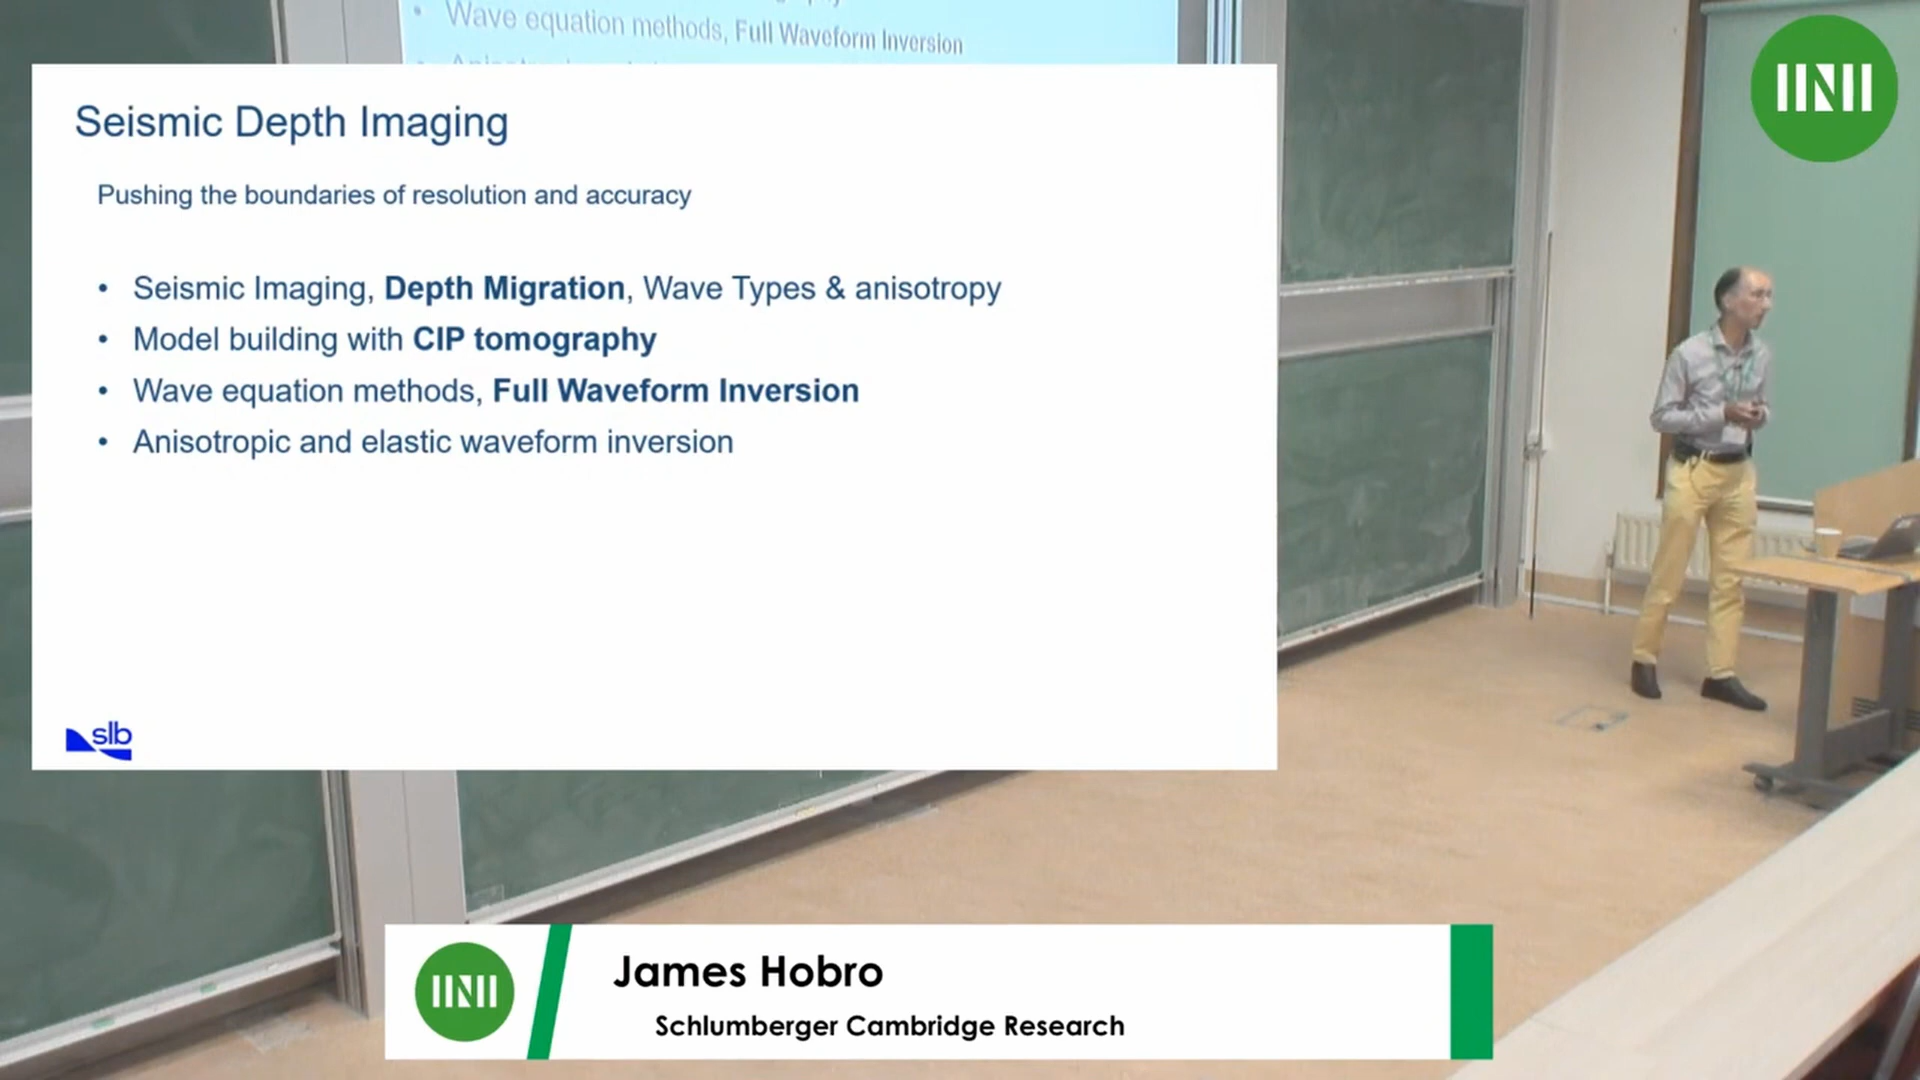 • Wave equation methods, Full Waveform Inversion
Seismic Depth Imaging
Pushing the boundaries of resolution and accuracy
• Seismic Imaging, Depth Migration, Wave Types & anisotropy
• Model building with CIP tomography
• Wave equation methods, Full Waveform Inversion
• Anisotropic and elastic waveform inversion
slb
James Hobro
Schlumberger Cambridge Research